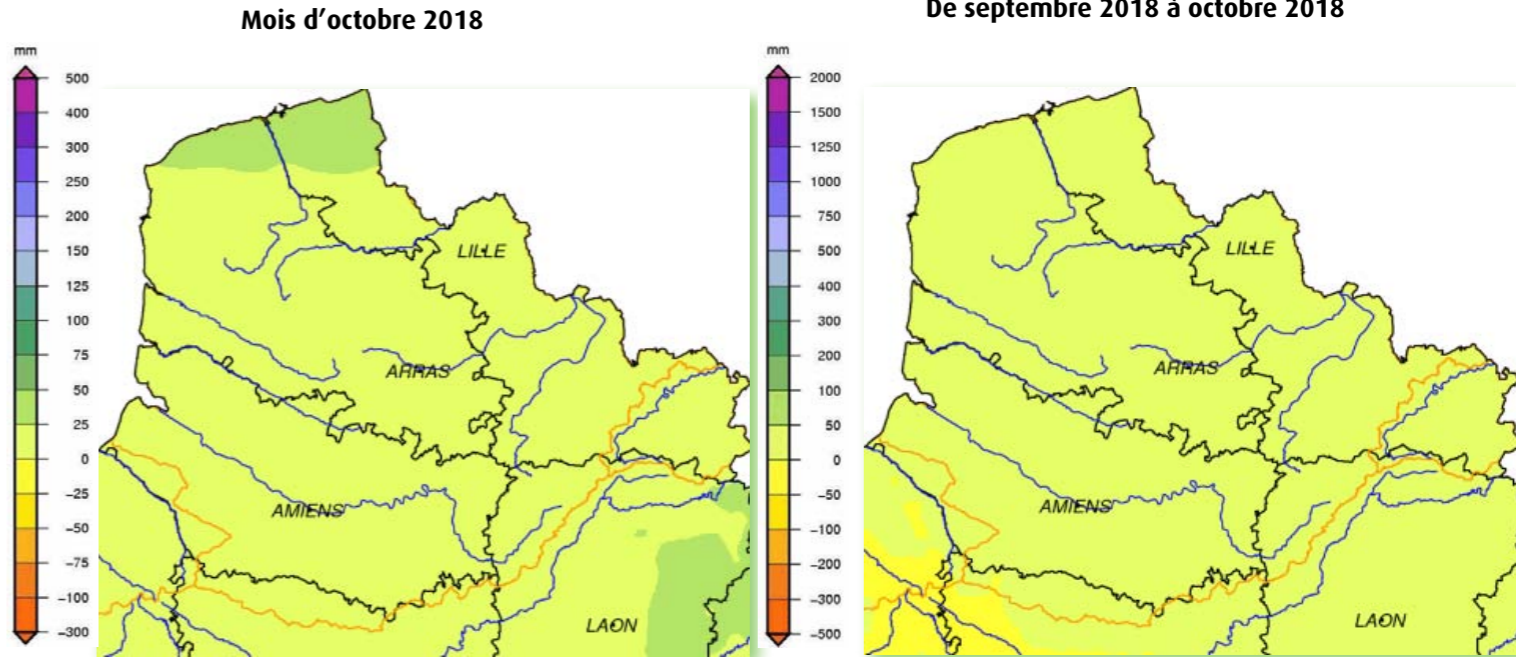 Mois d'octobre 2018
De septembre 2018 à octobre 2018
mm
500
400
300
250
200
150
125
100
75
50
25
0
−25
−50
−75
−100
−300
LILLE
ARRAS
AMIENS
LAON
mm
2000
1500
1250
1000
750
500
400
300
200
100
50
0
−50
−100
−200
−300
−500
LILLE
ARRAS
AMIENS
LAON